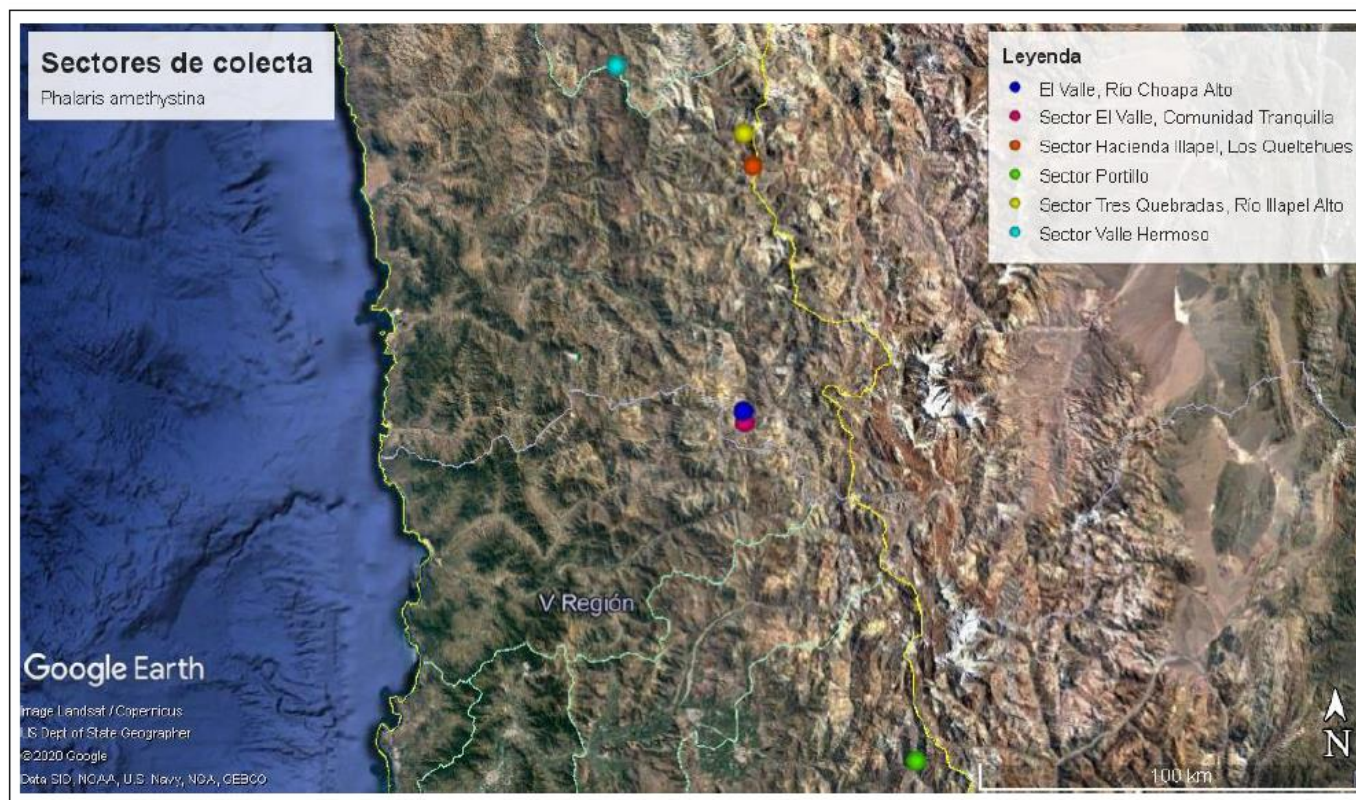 Sectores de colecta
Phalaris amethystina
Leyenda
El Valle, Río Choapa Alto
Sector El Valle, Comunidad Tranquilla
Sector Hacienda Illapel, Los Queltehues
Sector Portillo
Sector Tres Quebradas, Río Illapel Alto
Sector Valle Hermoso
V Región
Google Earth
Image Landsat / Copernicus
US Dept of State Geographer
©2020 Google
Data SIO, NOAA, U.S. Navy, NGA, GEBCO
N
100 km